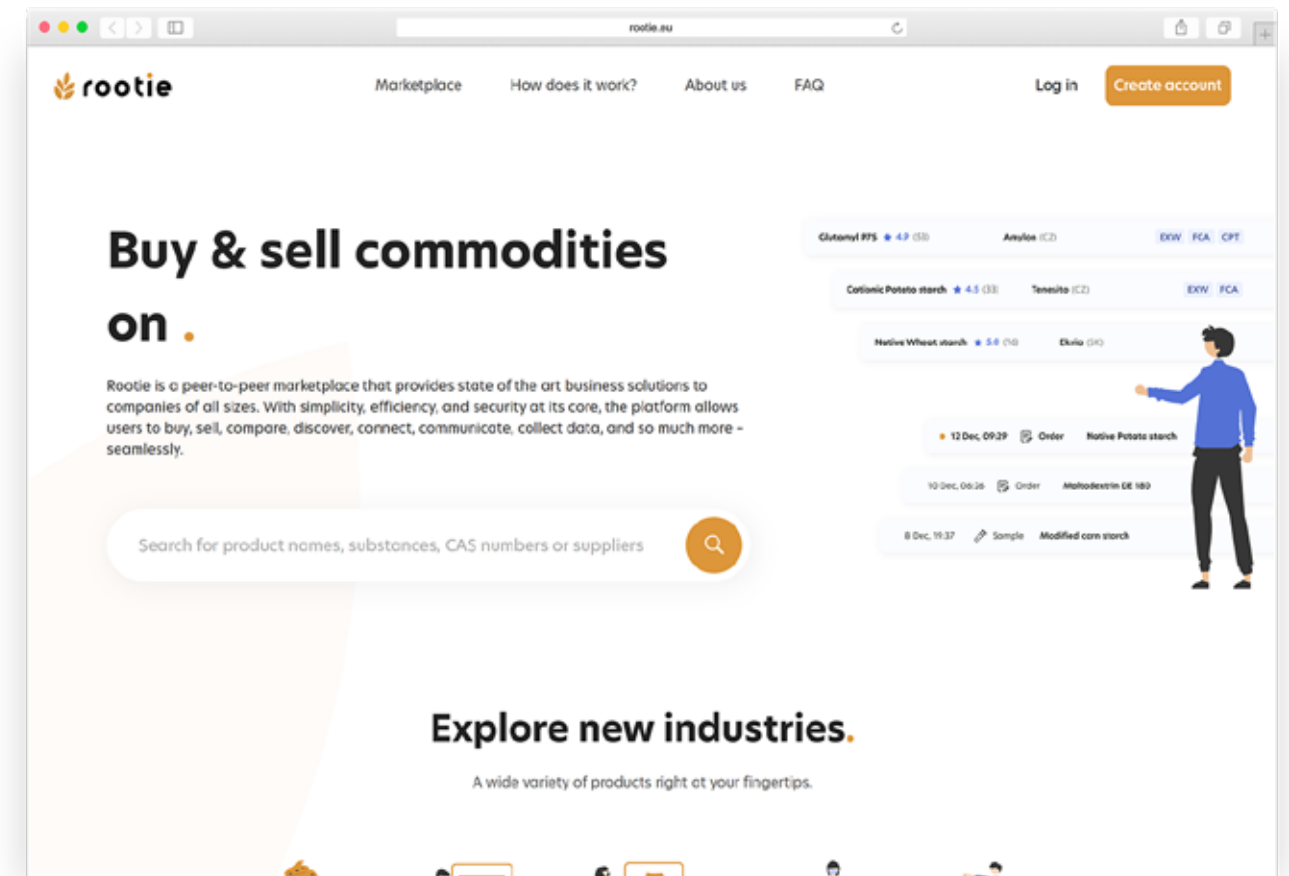 rootie.eu
rootie
Marketplace How does it work? About us FAQ Log in Create account
Buy & sell commodities
on .
Rootie is a peer-to-peer marketplace that provides state of the art business solutions to
companies of all sizes. With simplicity, efficiency, and security at its core, the platform allows
users to buy, sell, compare, discover, connect, communicate, collect data, and so much more –
seamlessly.
Search for product names, substances, CAS numbers or suppliers
Glutamyl P75 ★ 4.9 Amylon (CZ) EXW FCA CPT
Cationic Potato starch ★ 4.5 (33) Tenesito (CZ) EXW FCA
Native Wheat starch ★ 5.0
12 Dec, 09:29 Order Native Potato starch
10 Dec, 06:26 Order Maltodextrin DE 180
8 Dec, 19:37 Sample Modified corn starch
Explore new industries.
A wide variety of products right at your fingertips.